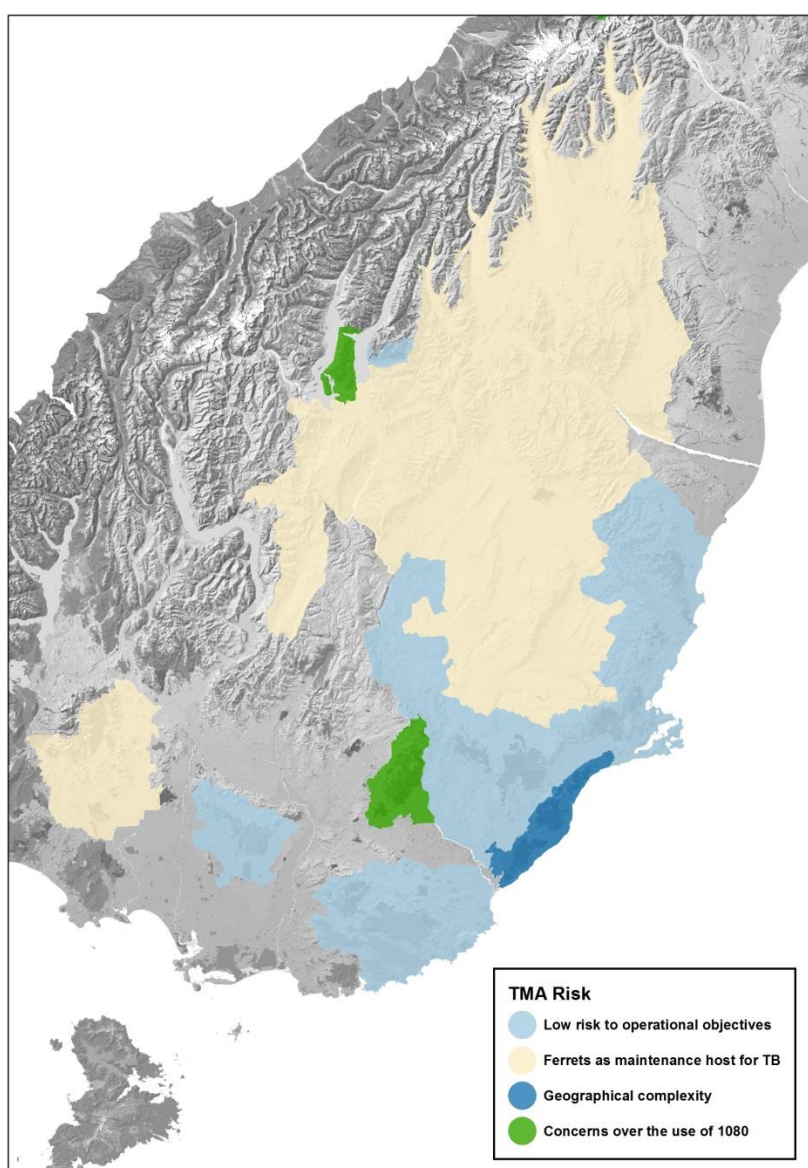 TMA Risk
Low risk to operational objectives
Ferrets as maintenance host for TB
Geographical complexity
Concerns over the use of 1080